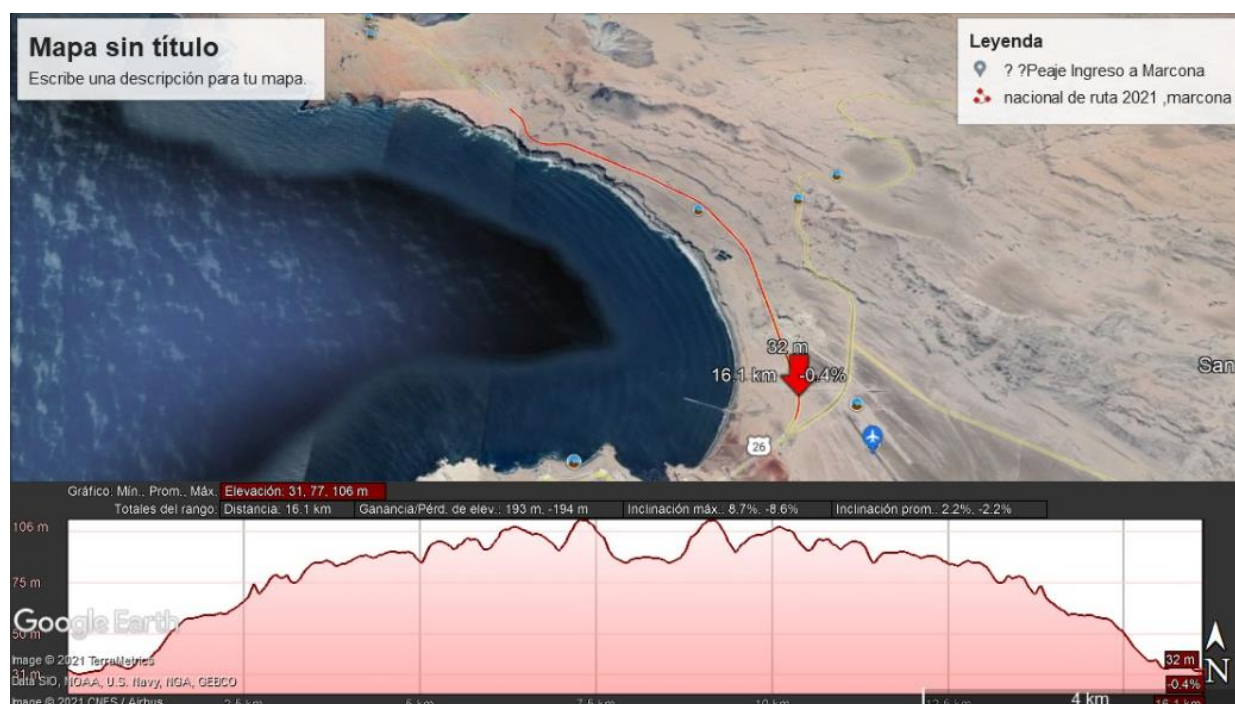 Mapa sin título
Escribe una descripción para tu mapa.
Leyenda
? ?Peaje Ingreso a Marcona
nacional de ruta 2021 ,marcona
32 m
16.1 km -0.4%
San
26
Gráfico: Mín., Prom., Máx. Elevación: 31, 77, 106 m
Totales del rango: Distancia: 16.1 km Ganancia/Pérd. de elev.: 193 m, -194 m Inclinación máx.: 8.7%, -8.6% Inclinación prom.: 2.2%, -2.2%
106 m
75 m
50 m
31 m
Google Earth
Image © 2021 TerraMetrics
Data SIO, NOAA, U.S. Navy, NGA, GEBCO
Image © 2021 CNES / Airbus
32 m
-0.4%
N
2.5 km 5 km 7.5 km 10 km 12.5 km 16.1 km
4 km